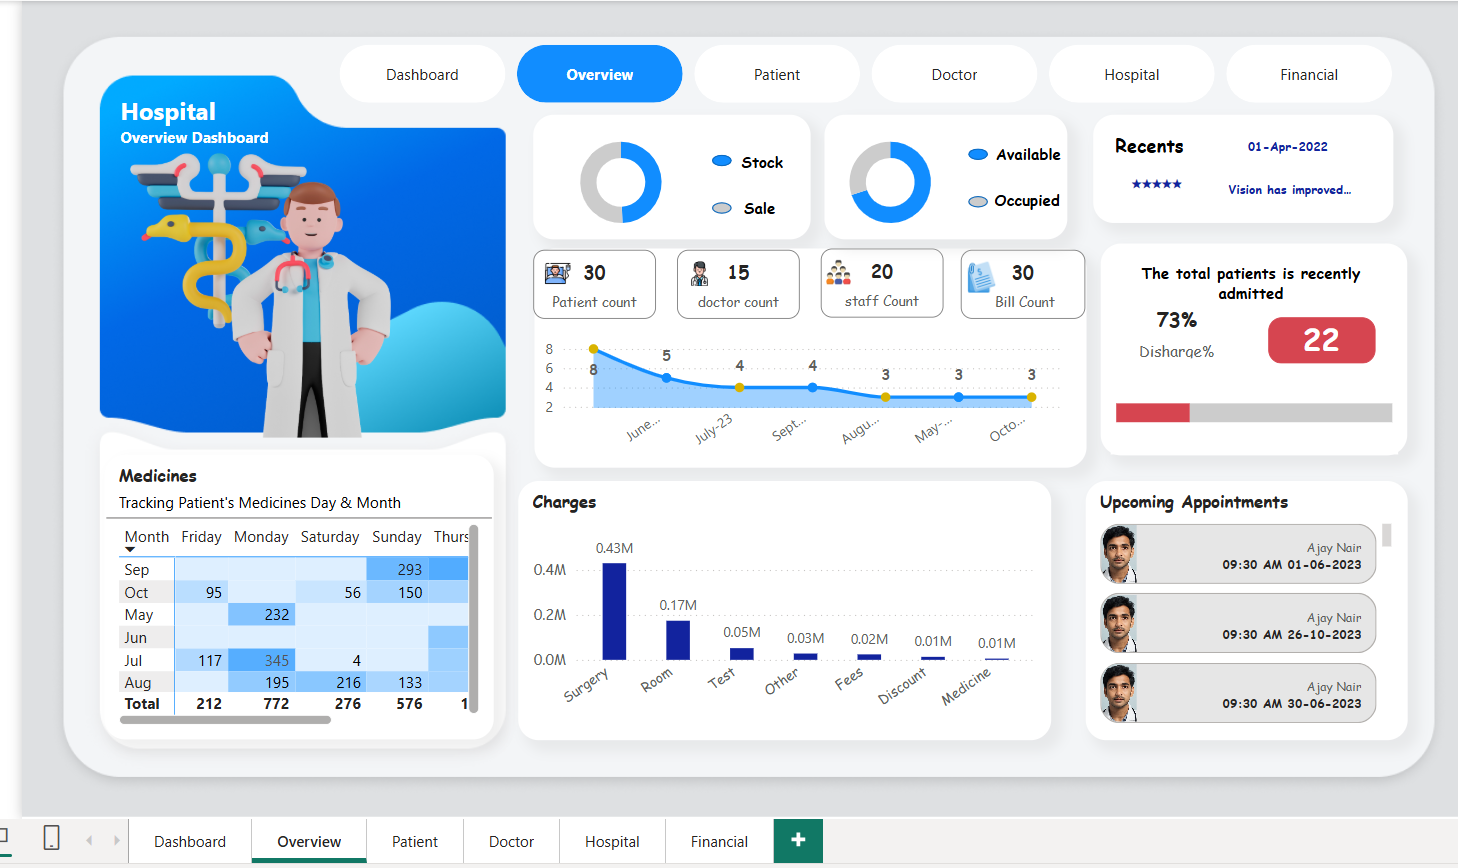 Dashboard
Overview
Patient
Doctor
Hospital
Financial
Hospital
Overview Dashboard
Stock
Sale
Available
Occupied
Recents
01-Apr-2022
★★★★★
Vision has improved...
30
Patient count
15
doctor count
20
staff Count
30
Bill Count
The total patients is recently
admitted
73%
Disharge%
22
8
6
4
2
8
5
4
4
3
3
3
June...
July-23
Sept...
Augu...
May-...
Octo...
Medicines
Tracking Patient's Medicines Day & Month
Month Friday Monday Saturday Sunday Thurs
Sep 293
Oct 95 56 150
May 232
Jun
Jul 117 345 4
Aug 195 216 133
Total 212 772 276 576 1
Charges
0.4M
0.2M
0.0M
0.43M
0.17M
0.05M
0.03M
0.02M
0.01M
0.01M
Surgery
Room
Test
Other
Fees
Discount
Medicine
Upcoming Appointments
Ajay Nair
09:30 AM 01-06-2023
Ajay Nair
09:30 AM 26-10-2023
Ajay Nair
09:30 AM 30-06-2023
Dashboard
Overview
Patient
Doctor
Hospital
Financial
+